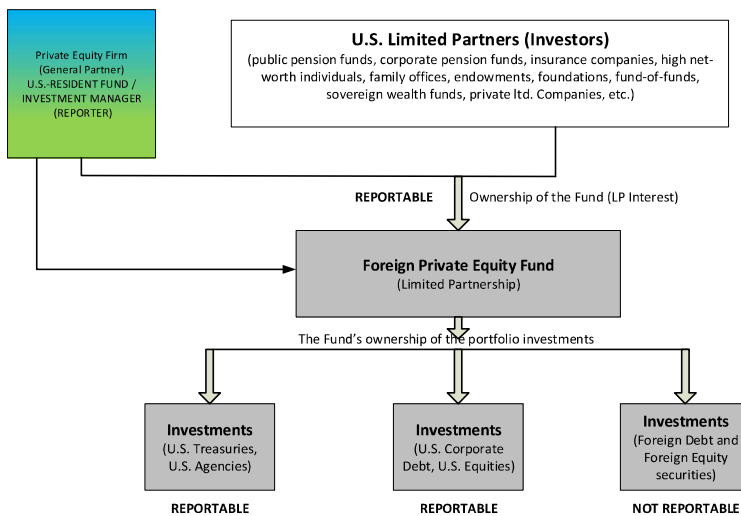 Private Equity Firm
(General Partner)
U.S.-RESIDENT FUND /
INVESTMENT MANAGER
(REPORTER)
U.S. Limited Partners (Investors)
(public pension funds, corporate pension funds, insurance companies, high net-
worth individuals, family offices, endowments, foundations, fund-of-funds,
sovereign wealth funds, private ltd. Companies, etc.)
REPORTABLE Ownership of the Fund (LP Interest)
Foreign Private Equity Fund
(Limited Partnership)
The Fund's ownership of the portfolio investments
Investments
(U.S. Treasuries,
U.S. Agencies)
REPORTABLE
Investments
(U.S. Corporate
Debt, U.S. Equities)
REPORTABLE
Investments
(Foreign Debt and
Foreign Equity
securities)
NOT REPORTABLE